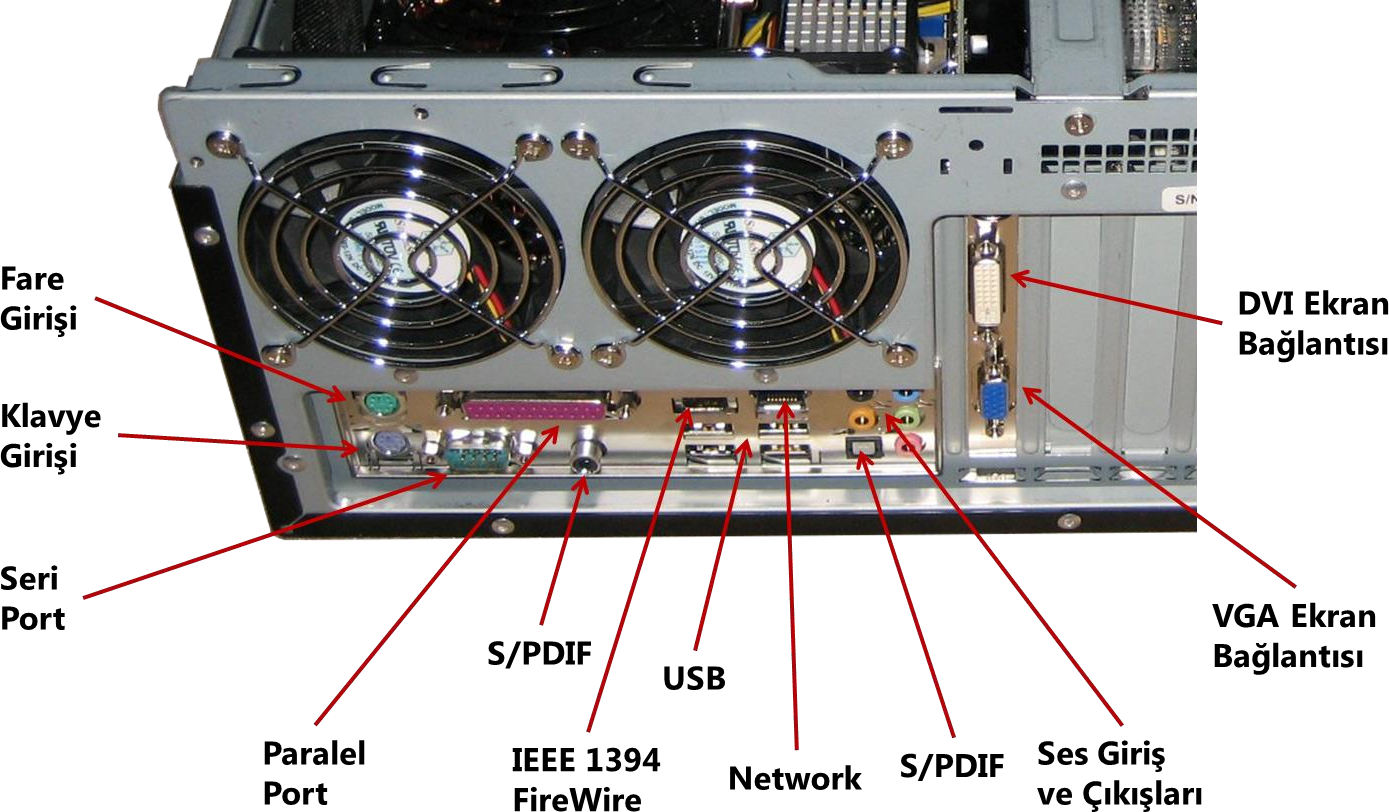 S/N
Fare
Girişi
DVI Ekran
Bağlantısı
Klavye
Girişi
Seri
Port
VGA Ekran
Bağlantısı
S/PDIF
USB
Paralel
Port
IEEE 1394
FireWire
Network
S/PDIF
Ses Giriş
ve Çıkışları